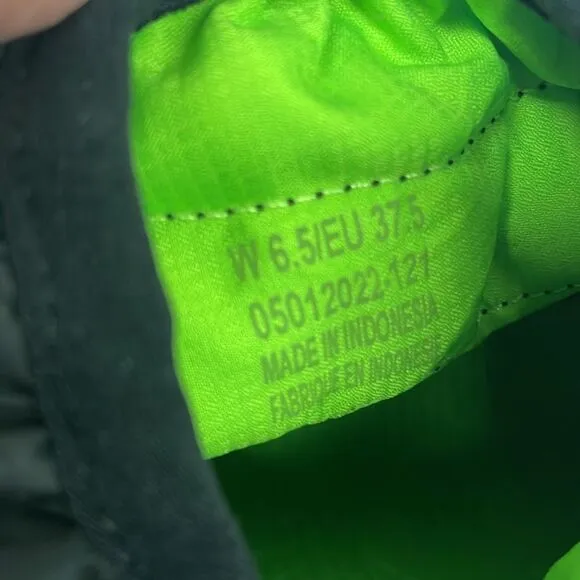 W 6.5/EU 37.5
05012022-121
MADE IN INDONESIA
FABRIQUÉ EN INDONESIE